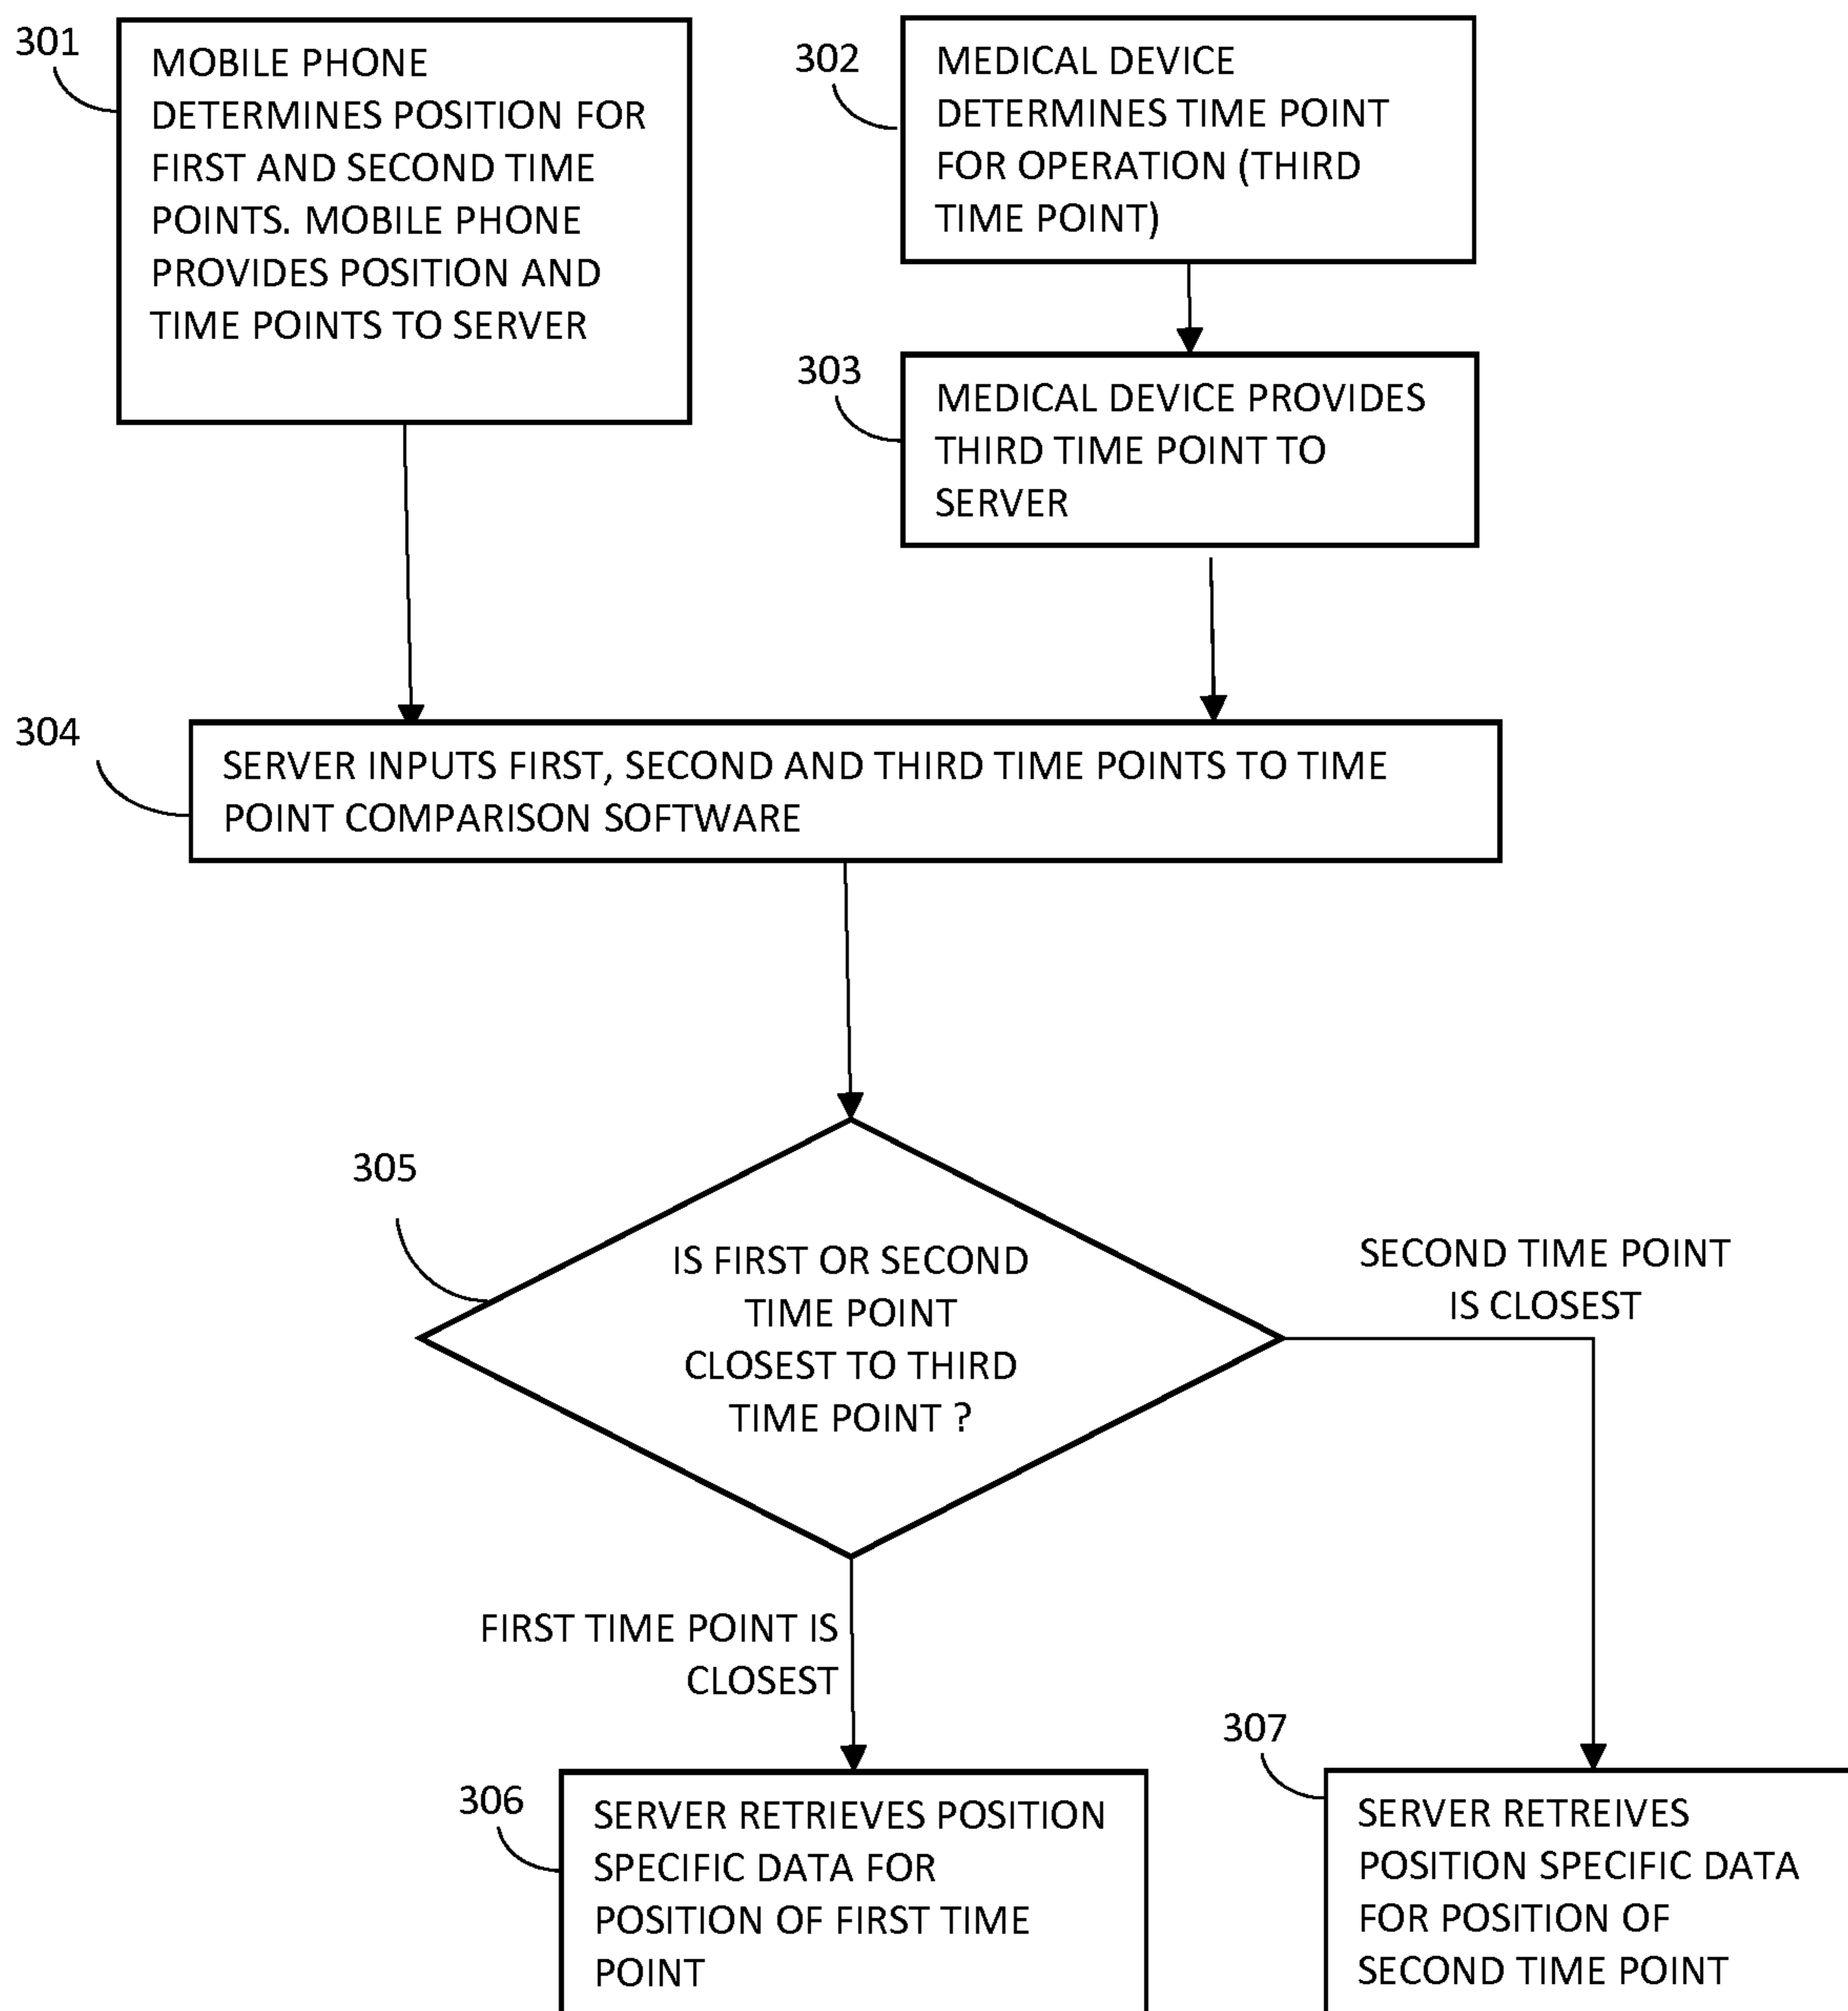 301
MOBILE PHONE
DETERMINES POSITION FOR
FIRST AND SECOND TIME
POINTS. MOBILE PHONE
PROVIDES POSITION AND
TIME POINTS TO SERVER
302
MEDICAL DEVICE
DETERMINES TIME POINT
FOR OPERATION (THIRD
TIME POINT)
303
MEDICAL DEVICE PROVIDES
THIRD TIME POINT TO
SERVER
304
SERVER INPUTS FIRST, SECOND AND THIRD TIME POINTS TO TIME
POINT COMPARISON SOFTWARE
305
IS FIRST OR SECOND
TIME POINT
CLOSEST TO THIRD
TIME POINT ?
SECOND TIME POINT
IS CLOSEST
FIRST TIME POINT IS
CLOSEST
306
SERVER RETRIEVES POSITION
SPECIFIC DATA FOR
POSITION OF FIRST TIME
POINT
307
SERVER RETREIVES
POSITION SPECIFIC DATA
FOR POSITION OF
SECOND TIME POINT